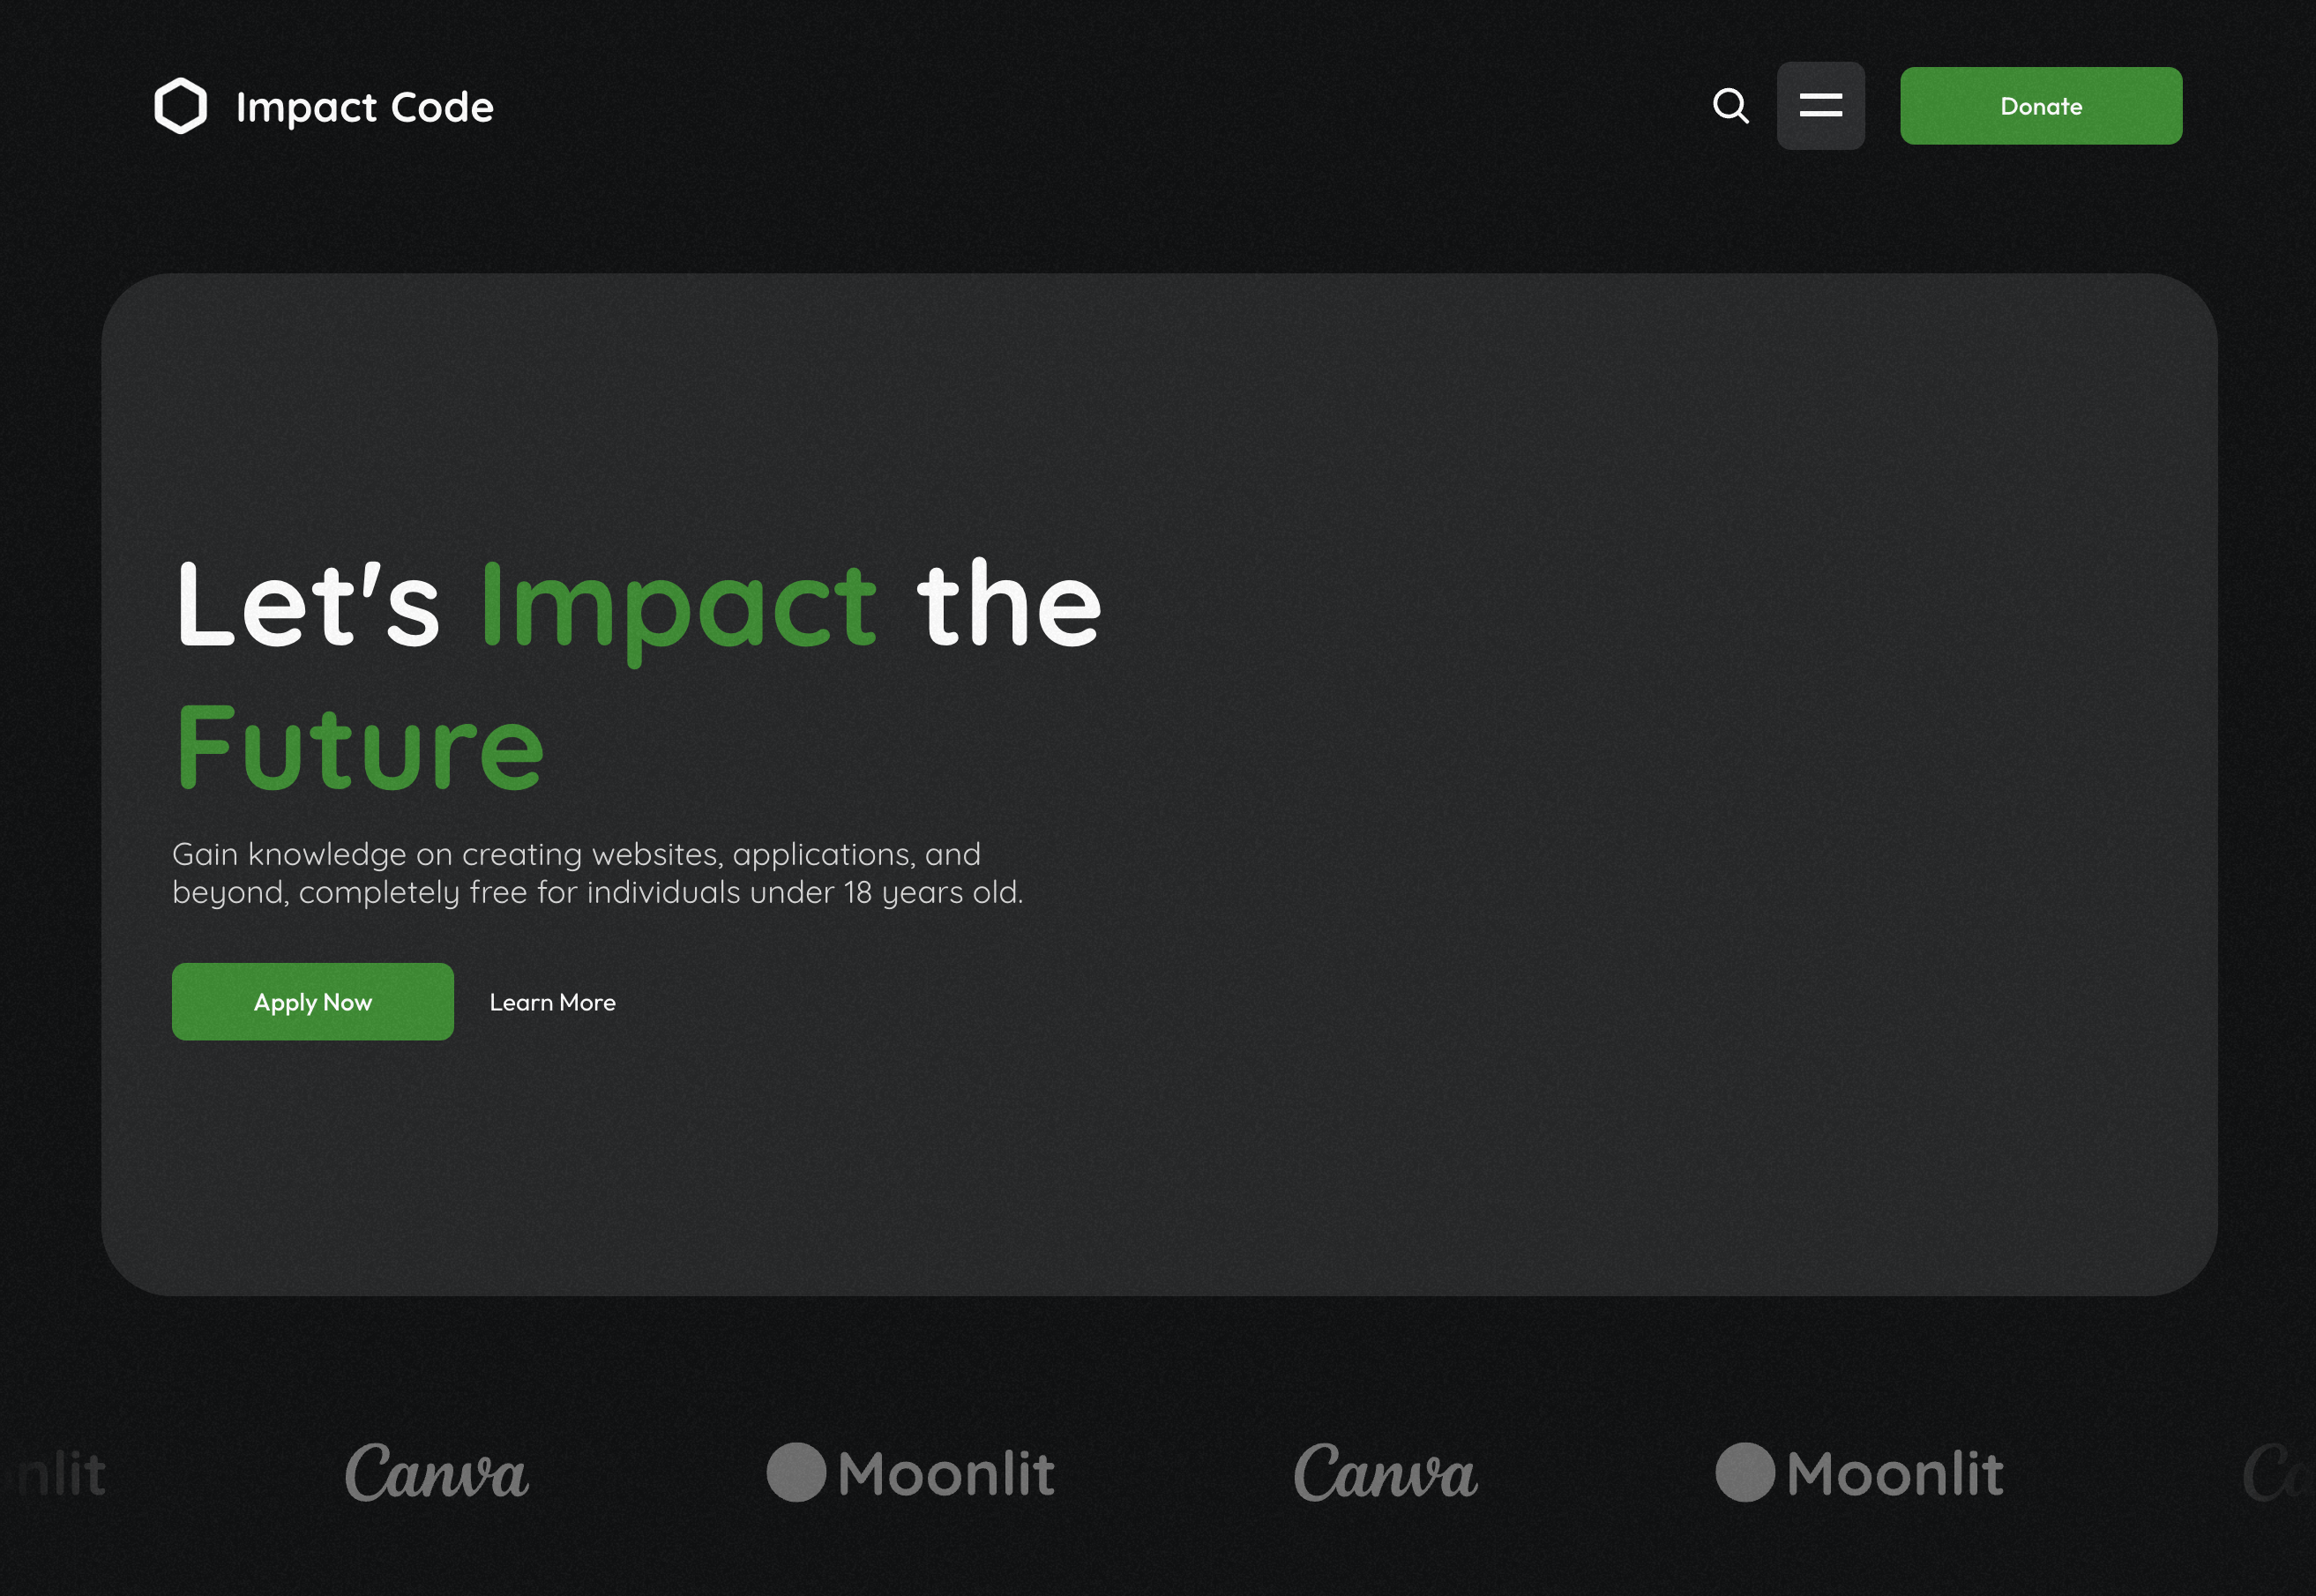 Impact Code
Donate
Let's Impact the
Future
Gain knowledge on creating websites, applications, and
beyond, completely free for individuals under 18 years old.
Apply Now Learn More
nlit Canva Moonlit Canva Moonlit Ca